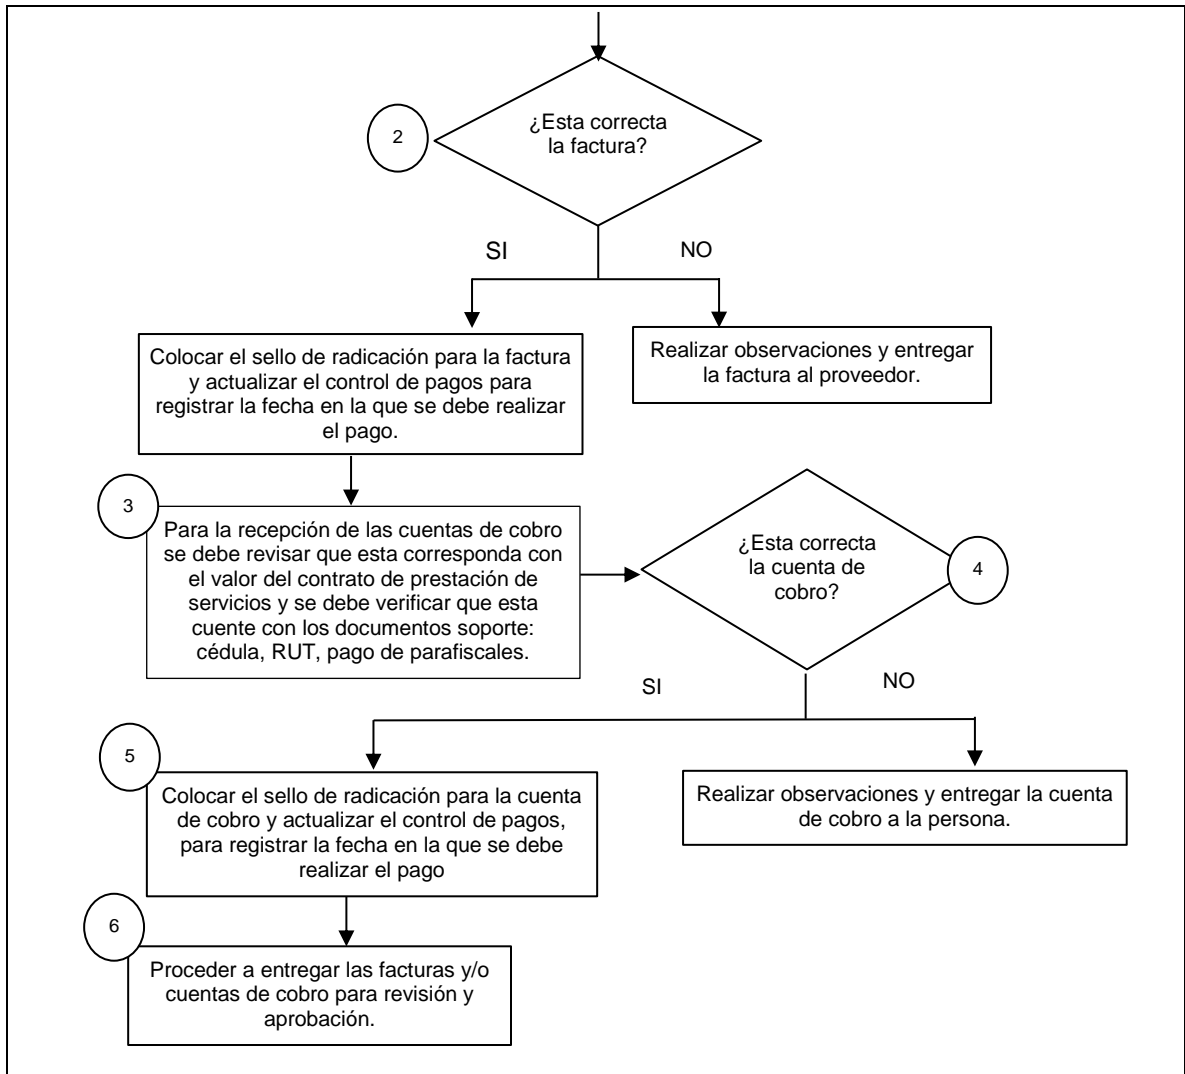 2
¿Esta correcta
la factura?
SI
NO
Colocar el sello de radicación para la factura
y actualizar el control de pagos para
registrar la fecha en la que se debe realizar
el pago.
Realizar observaciones y entregar
la factura al proveedor.
3
Para la recepción de las cuentas de cobro
se debe revisar que esta corresponda con
el valor del contrato de prestación de
servicios y se debe verificar que esta
cuente con los documentos soporte:
cédula, RUT, pago de parafiscales.
¿Esta correcta
la cuenta de
cobro?
4
SI
NO
5
Colocar el sello de radicación para la cuenta
de cobro y actualizar el control de pagos,
para registrar la fecha en la que se debe
realizar el pago
Realizar observaciones y entregar la cuenta
de cobro a la persona.
6
Proceder a entregar las facturas y/o
cuentas de cobro para revisión y
aprobación.